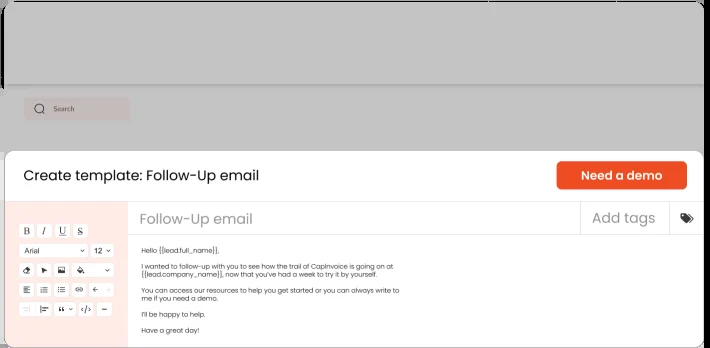 Search
Create template: Follow-Up email
Need a demo
Follow-Up email
Add tags
B I U S
Arial
12
Hello {{lead.full_name}},
I wanted to follow-up with you to see how the trail of CapInvoice is going on at
{{lead.company_name}}, now that you've had a week to try it by yourself.
You can access our resources to help you get started or you can always write to
me if you need a demo.
I'll be happy to help.
Have a great day!